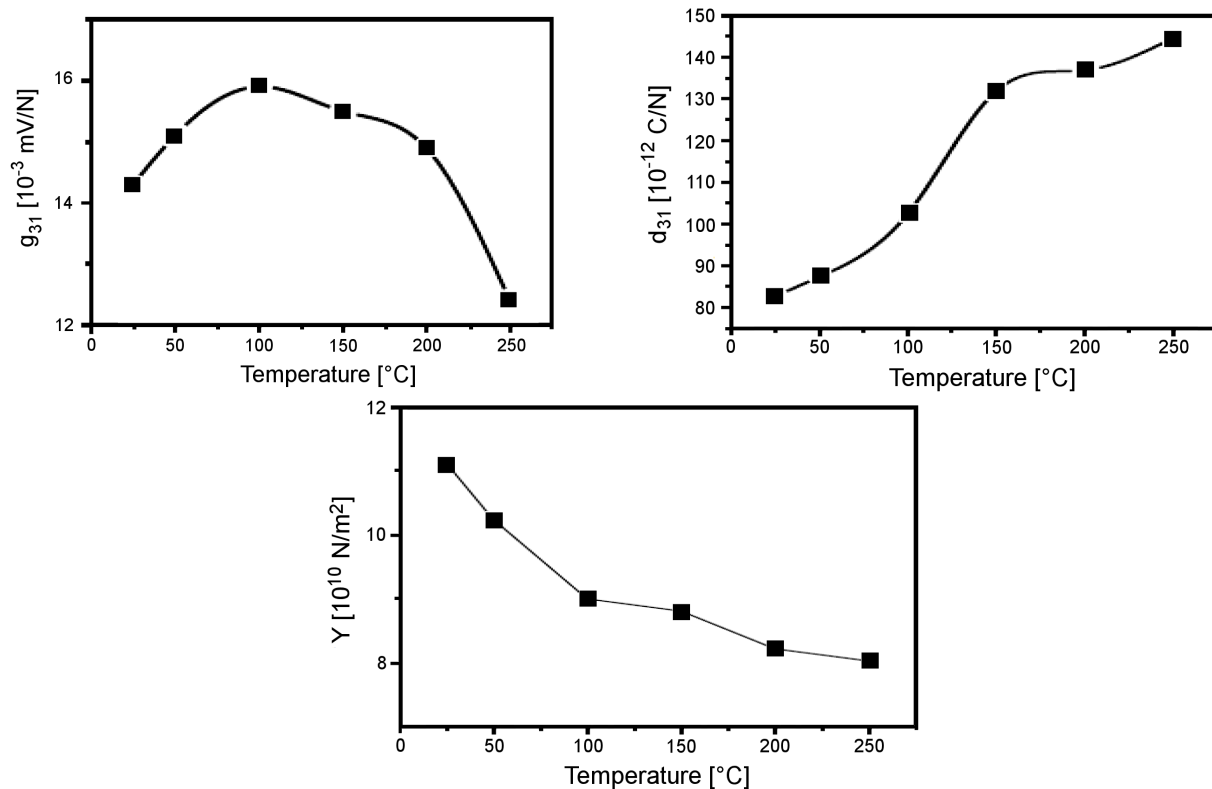 g₃₁ [10⁻³ mV/N]
16
14
12
0 50 100 150 200 250
Temperature [°C]
d₃₁ [10⁻¹² C/N]
150
140
130
120
110
100
90
80
0 50 100 150 200 250
Temperature [°C]
Y [10¹⁰ N/m²]
12
10
8
0 50 100 150 200 250
Temperature [°C]